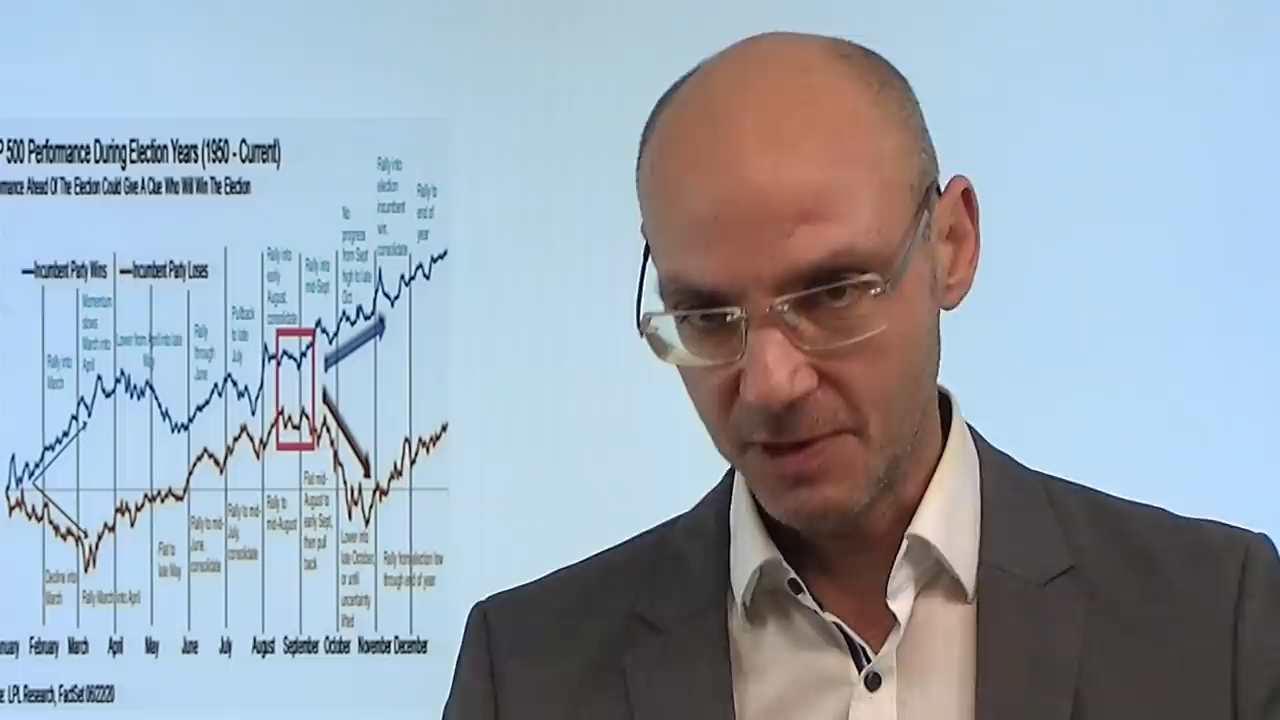 P 500 Performance During Election Years (1950 - Current)
rmance Ahead Of The Election Could Give A Clue Who Will Win The Election
Incumbent Party Wins
Incumbent Party Loses
Rally into
March
Momentum
slows
March into
April
Lower from April into late
May
Rally
through
June
Pullback
to late
July
Rally into
early
August,
consolidate
Rally into
mid-Sept
No
progress
from Sept
high to late
Oct
Rally into
election
incumbent
win,
consolidate
Rally to
end of
year
Decline into
March
Rally March into April
Flat to
late May
Rally to mid-
June,
consolidate
Rally to mid-
July,
consolidate
Rally to
mid-August
Flat mid-
August to
early Sept,
then pull
back
Lower into
late October,
or until
uncertainty
lifted
Rally from election low
through end of year
nuary February March April May June July August September October November December
e: LPL Research, FactSet 06/22/20